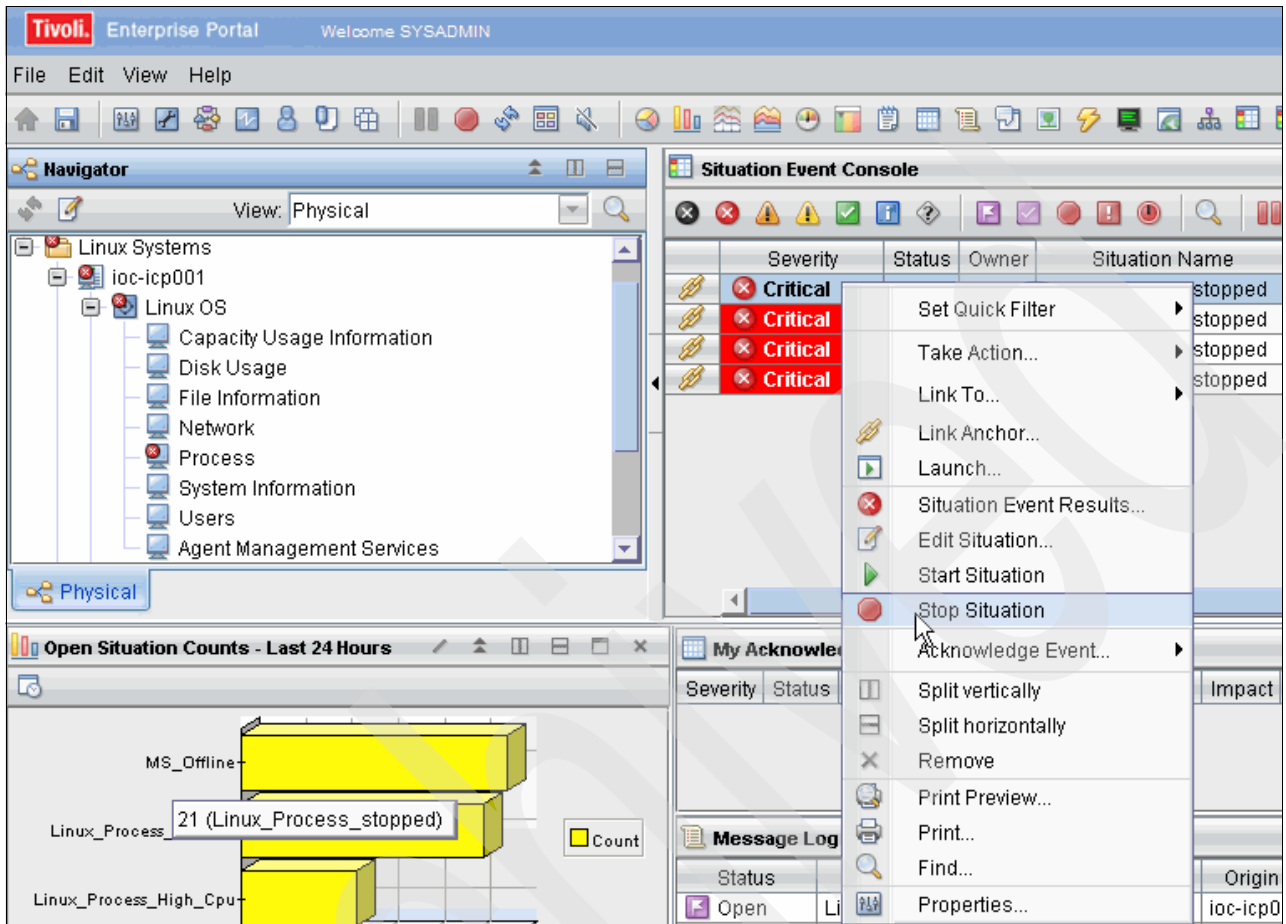 Tivoli. Enterprise Portal Welcome SYSADMIN
File Edit View Help
Navigator
View: Physical
Linux Systems
ioc-icp001
Linux OS
Capacity Usage Information
Disk Usage
File Information
Network
Process
System Information
Users
Agent Management Services
Physical
Situation Event Console
Severity Status Owner Situation Name
Critical stopped
Critical stopped
Critical stopped
Critical stopped
Set Quick Filter
Take Action...
Link To...
Link Anchor...
Launch...
Situation Event Results...
Edit Situation...
Start Situation
Stop Situation
Acknowledge Event...
Split vertically
Split horizontally
Remove
Print Preview...
Print...
Find...
Properties...
Open Situation Counts - Last 24 Hours
MS_Offline
Linux_Process_
21 (Linux_Process_stopped)
Linux_Process_High_Cpu
Count
My Acknowle
Severity Status Impact
Message Log
Status Origin
Open Li ioc-icp0